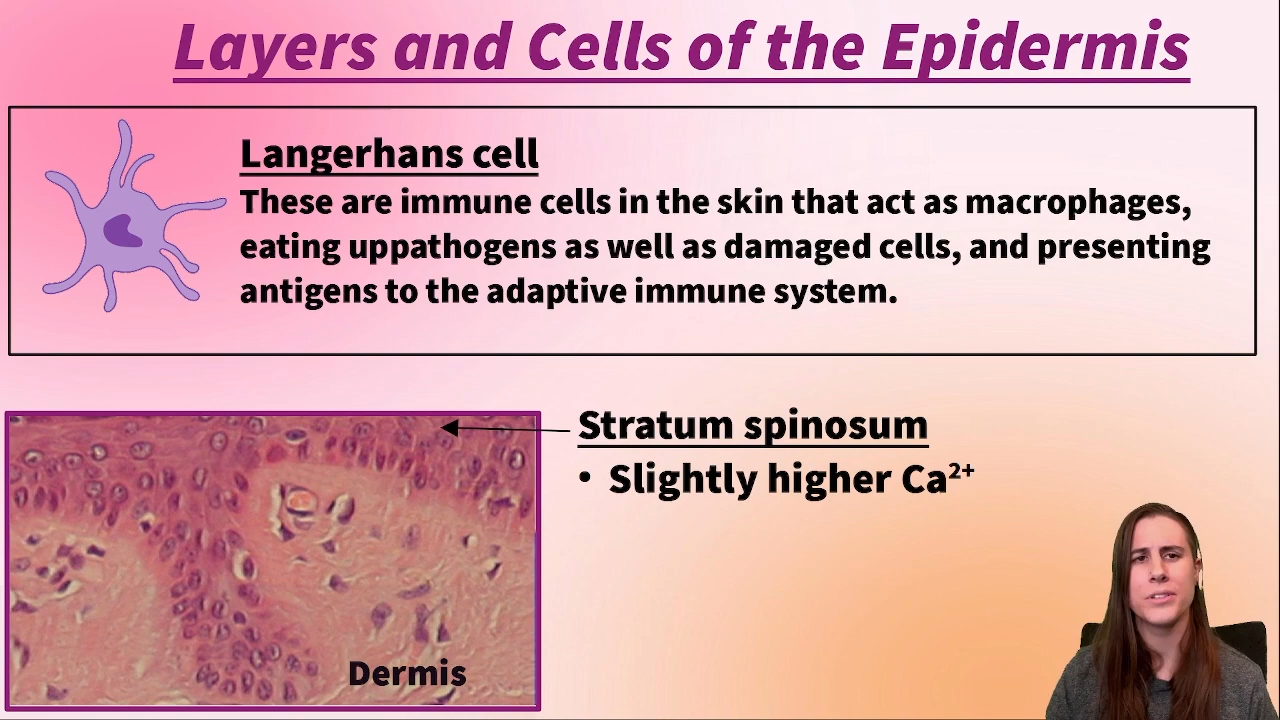 Layers and Cells of the Epidermis
Langerhans cell
These are immune cells in the skin that act as macrophages,
eating uppathogens as well as damaged cells, and presenting
antigens to the adaptive immune system.
Stratum spinosum
• Slightly higher Ca²⁺
Dermis